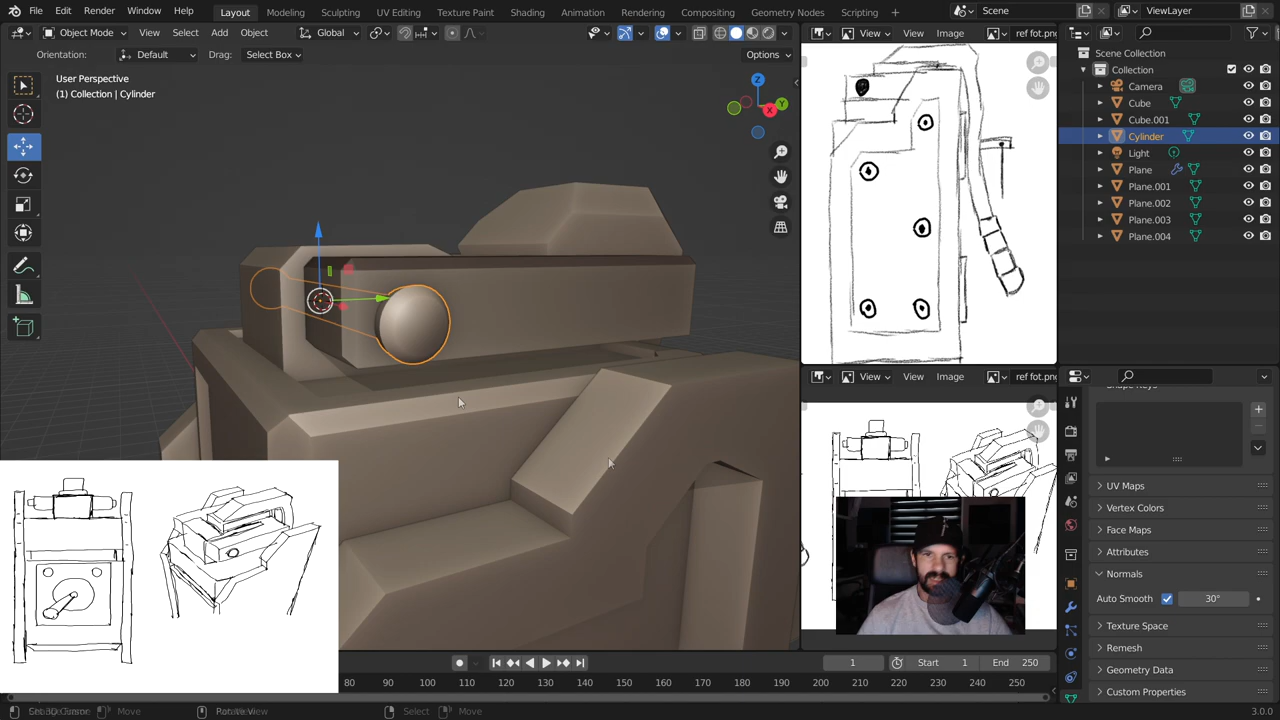 File Edit Render Window Help Layout Modeling Sculpting UV Editing Texture Paint Shading Animation Rendering Compositing Geometry Nodes Scripting Scene ViewLayer
Object Mode View Select Add Object Global View Image ref fot.png
Orientation: Default Drag: Select Box Options
User Perspective
(1) Collection | Cylinder
Z
Y
X
Scene Collection
Collection
Camera
Cube
Cube.001
Cylinder
Light
Plane
Plane.001
Plane.002
Plane.003
Plane.004
View View Image ref fot.png
Shape Keys
UV Maps
Vertex Colors
Face Maps
Attributes
Normals
Auto Smooth 30°
Texture Space
Remesh
Geometry Data
Custom Properties
1 Start 1 End 250
80 90 100 110 120 130 140 150 160 170 180 190 200 210 220 230 240 250
Move Select Move 3.0.0